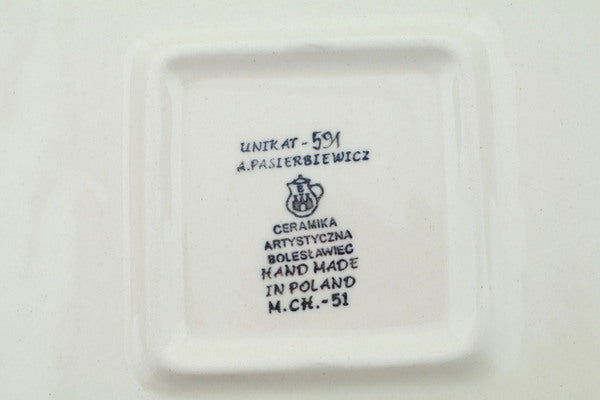 UNIKAT - 591
A.PASIERBIEWICZ
B
CERAMIKA
ARTYSTYCZNA
BOLESŁAWIEC
HAND MADE
IN POLAND
M.CH.-51